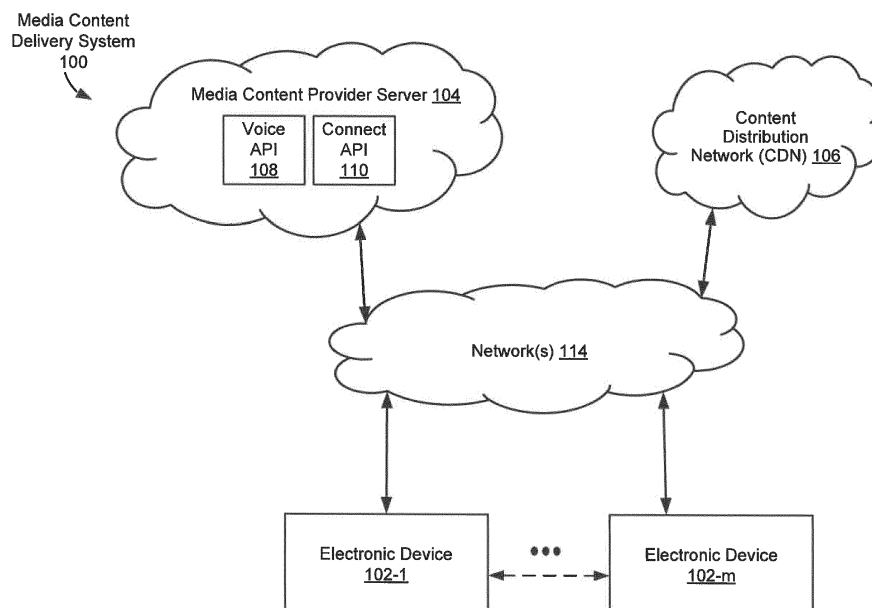 Media Content
Delivery System
100
Media Content Provider Server 104
Voice
API
108
Connect
API
110
Content
Distribution
Network (CDN) 106
Network(s) 114
Electronic Device
102-1
Electronic Device
102-m